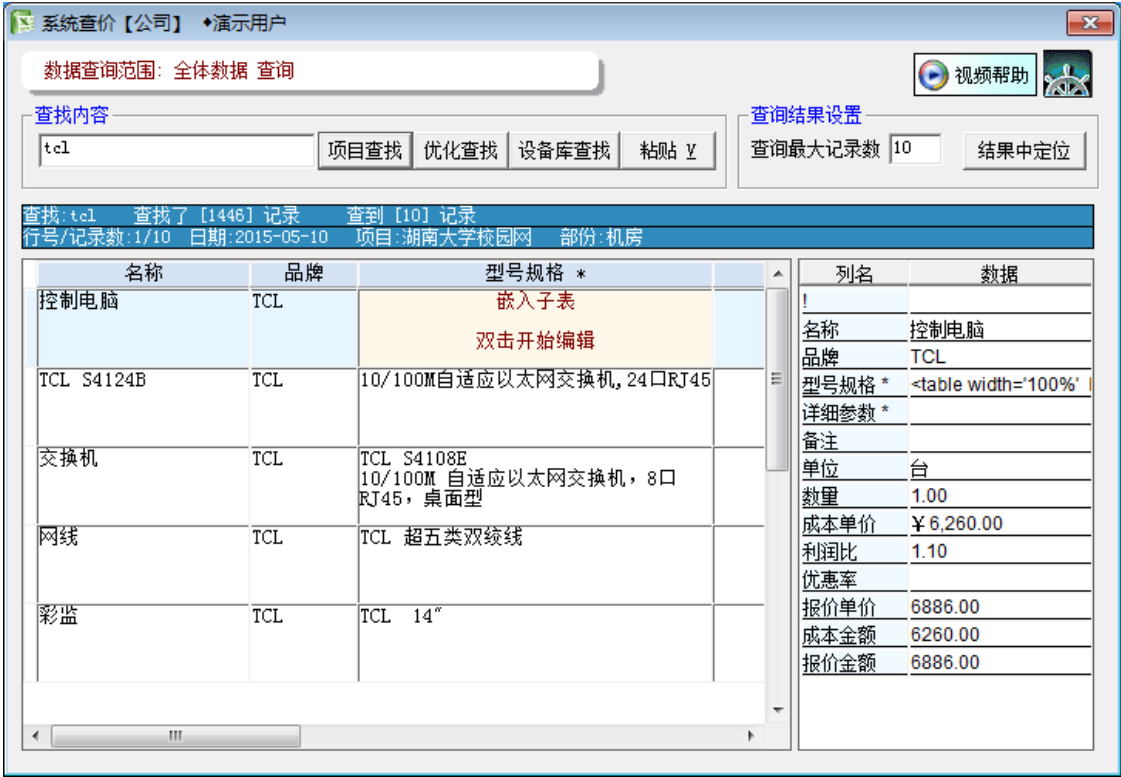 系统查价【公司】 ◆演示用户
数据查询范围: 全体数据 查询
视频帮助
查找内容
tcl
项目查找
优化查找
设备库查找
粘贴 V
查询结果设置
查询最大记录数 10
结果中定位
查找:tcl 查找了 [1446] 记录 查到 [10] 记录
行号/记录数:1/10 日期:2015-05-10 项目:湖南大学校园网 部份:机房
名称 品牌 型号规格 *
控制电脑 TCL 嵌入子表
双击开始编辑
TCL S4124B TCL 10/100M自适应以太网交换机,24口RJ45
交换机 TCL TCL S4108E
10/100M 自适应以太网交换机，8口
RJ45，桌面型
网线 TCL TCL 超五类双绞线
彩监 TCL TCL 14″
列名 数据
!
名称 控制电脑
品牌 TCL
型号规格 * <table width='100%'
详细参数 *
备注
单位 台
数量 1.00
成本单价 ￥6,260.00
利润比 1.10
优惠率
报价单价 6886.00
成本金额 6260.00
报价金额 6886.00